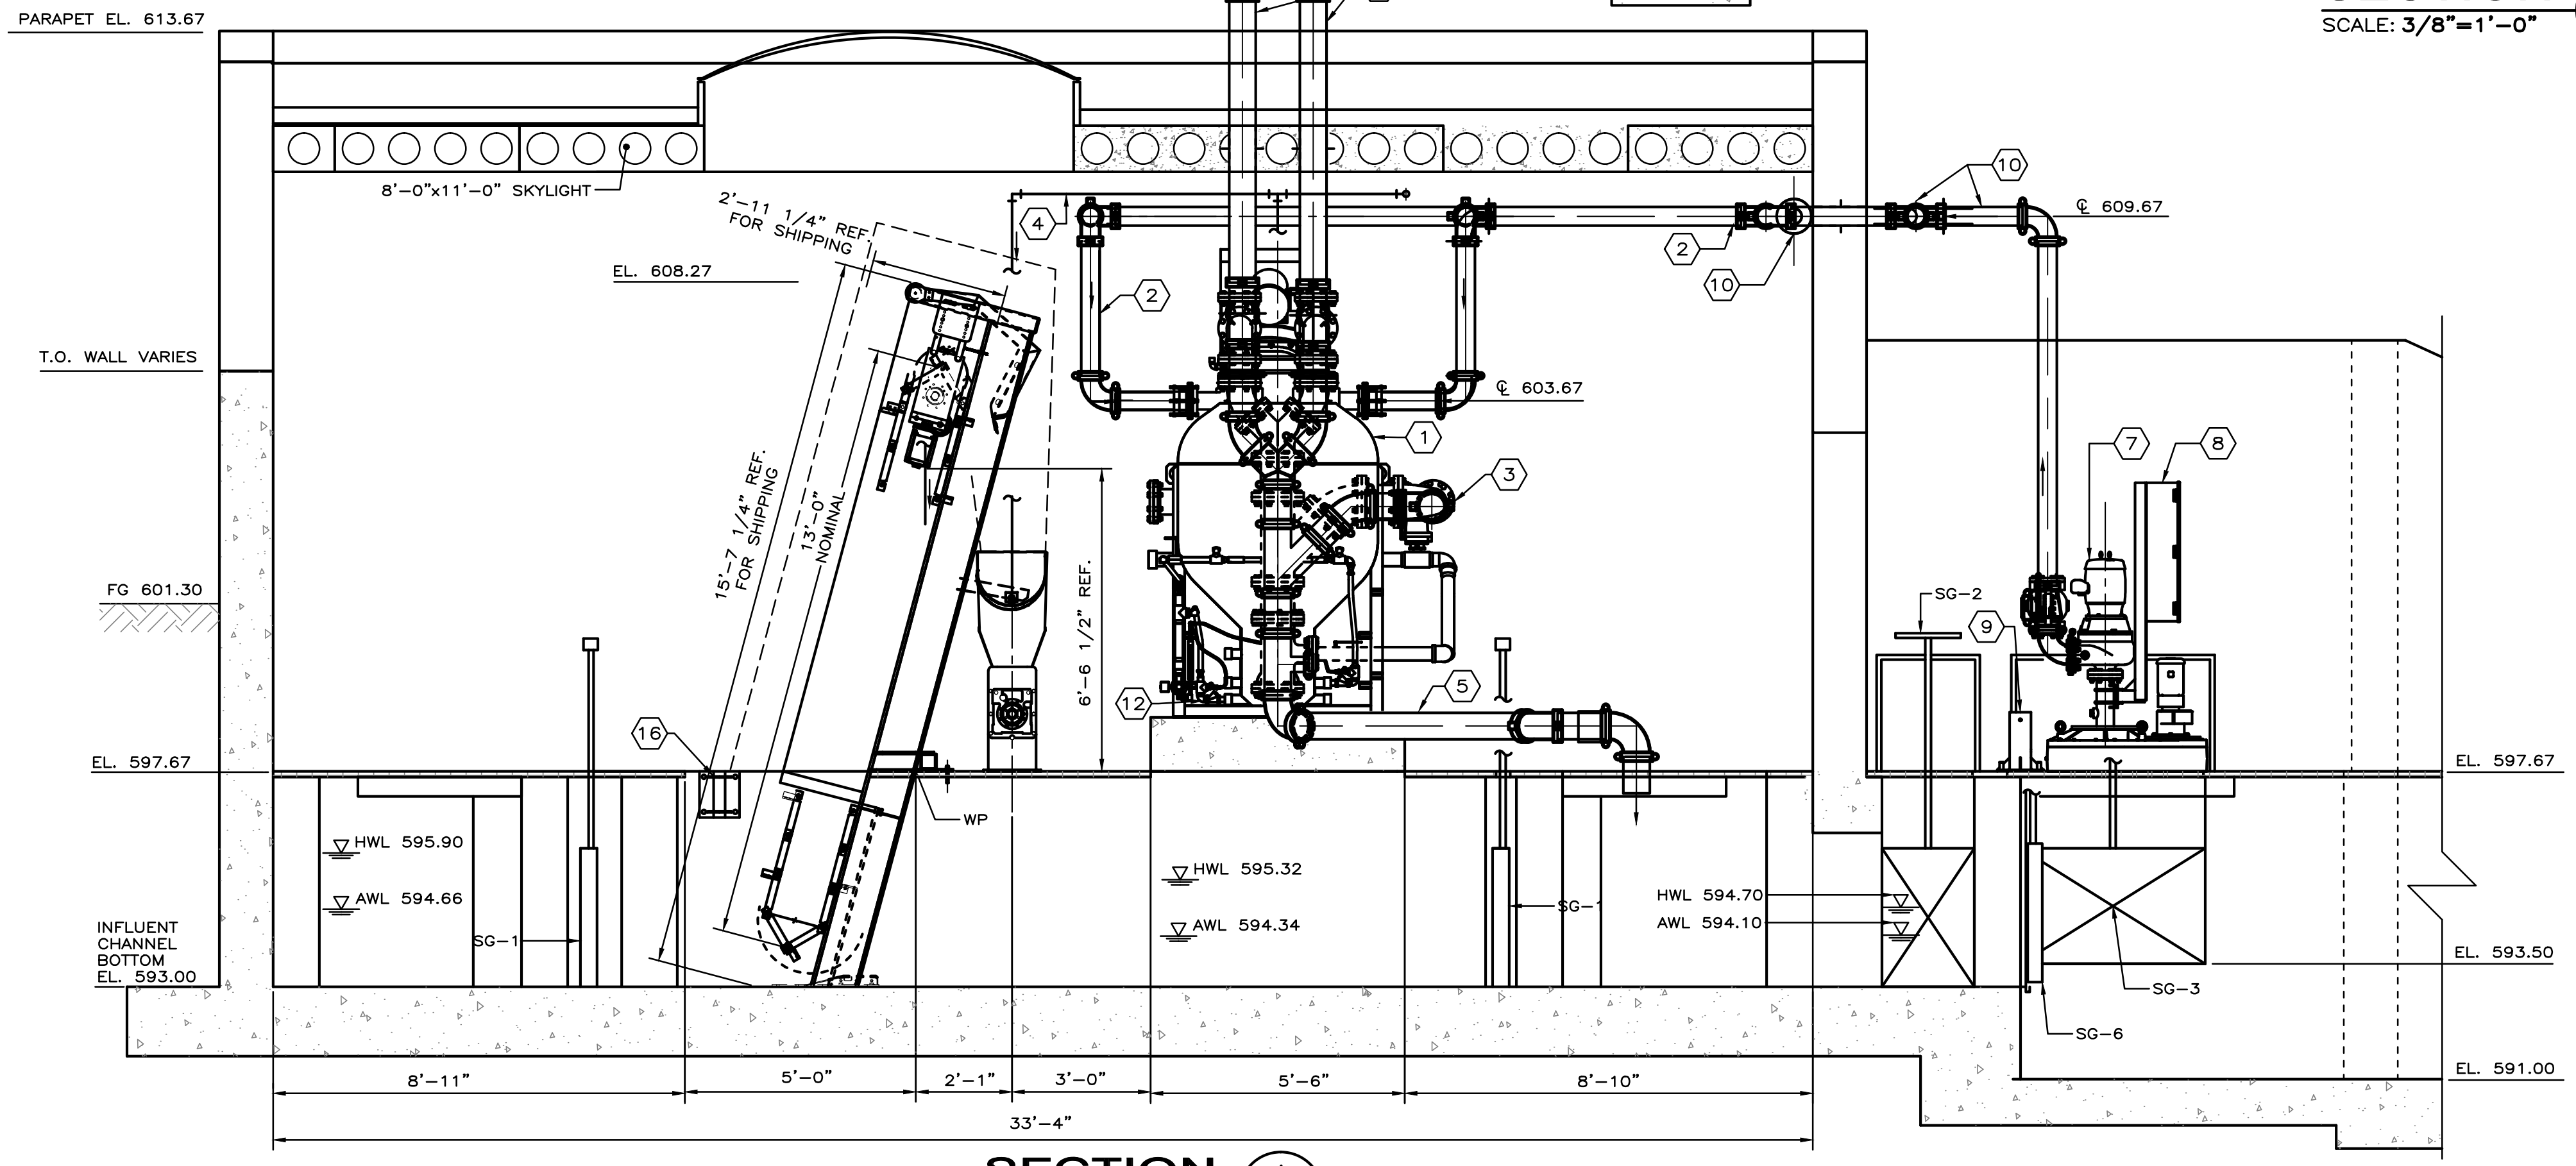 PARAPET EL. 613.67
SCALE: 3/8"=1'-0"
8'-0"x11'-0" SKYLIGHT
2'-11 1/4" REF.
FOR SHIPPING
4
10
℄ 609.67
2
10
EL. 608.27
2
T.O. WALL VARIES
℄ 603.67
1
3
7
8
15'-7 1/4" REF.
FOR SHIPPING
13'-0"
NOMINAL
6'-6 1/2" REF.
FG 601.30
SG-2
9
12
5
16
EL. 597.67
EL. 597.67
WP
HWL 595.90
AWL 594.66
HWL 595.32
AWL 594.34
HWL 594.70
AWL 594.10
SG-1
SG-1
INFLUENT
CHANNEL
BOTTOM
EL. 593.00
EL. 593.50
SG-3
SG-6
EL. 591.00
8'-11"
5'-0"
2'-1"
3'-0"
5'-6"
8'-10"
33'-4"
SECTION